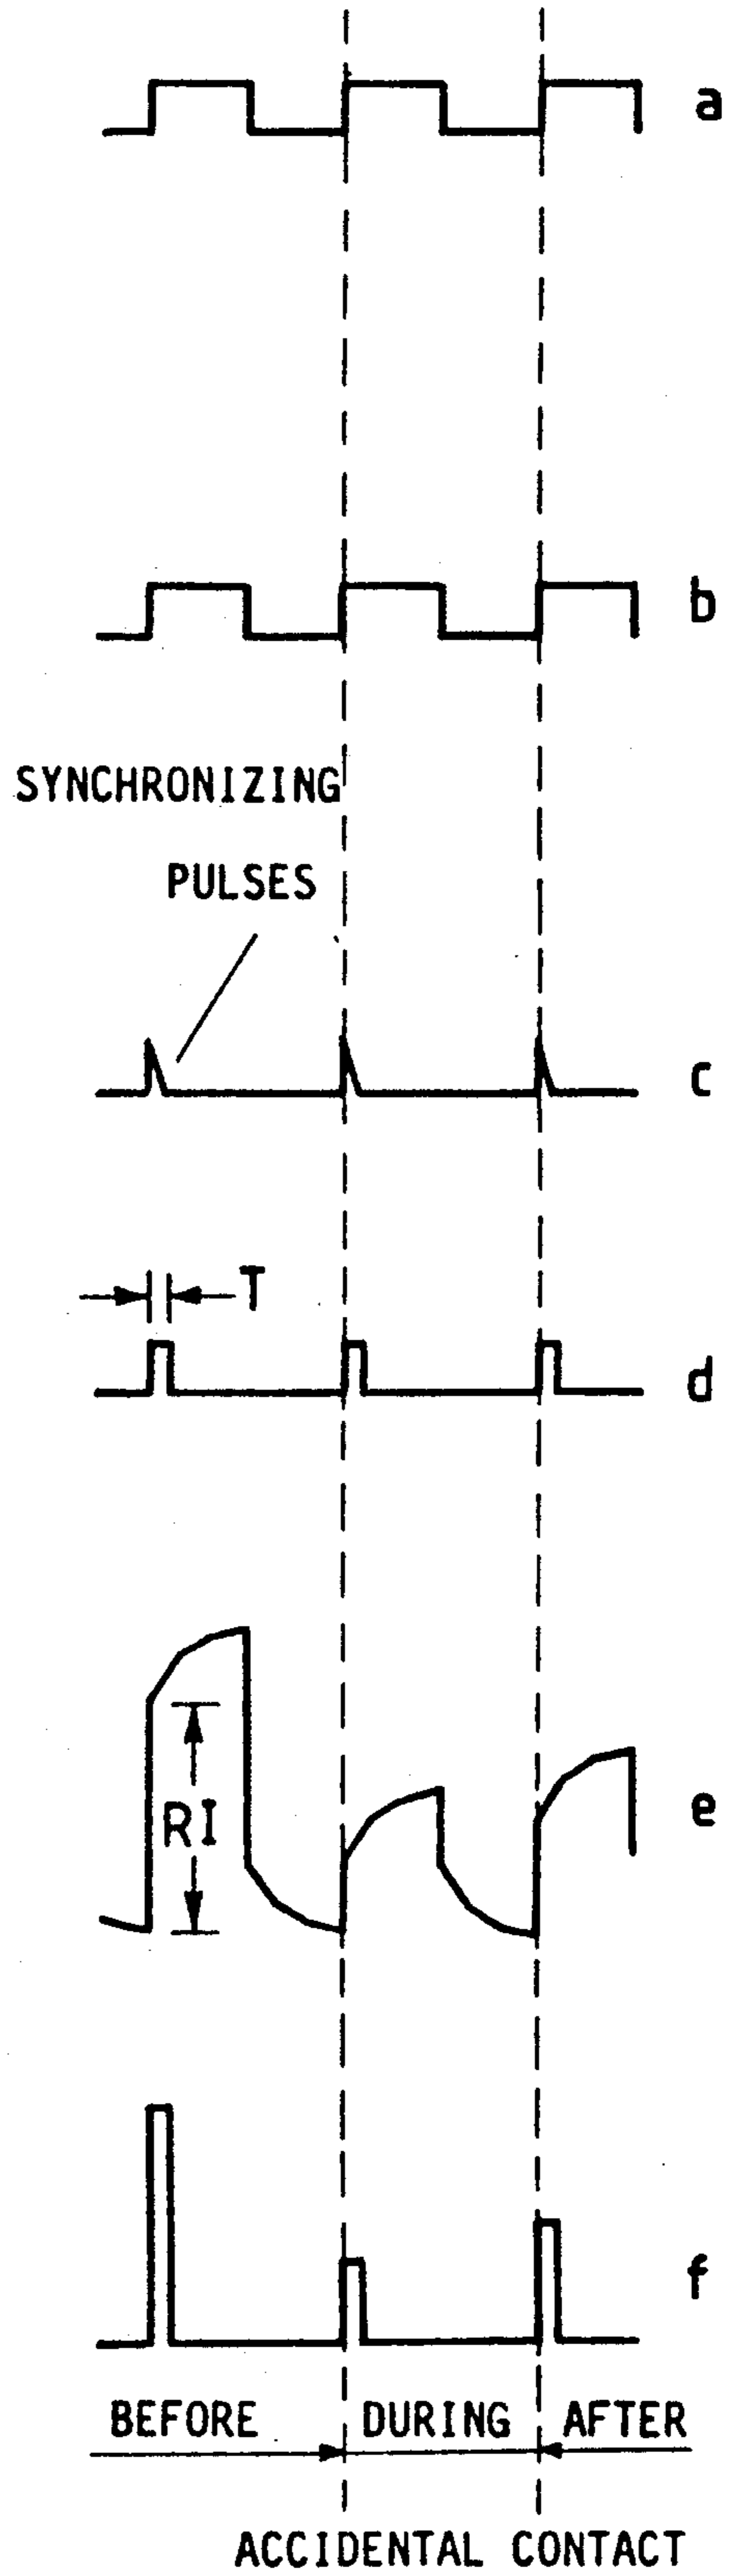 a
b
SYNCHRONIZING
PULSES
c
T
d
RI
e
f
BEFORE DURING AFTER
ACCIDENTAL CONTACT